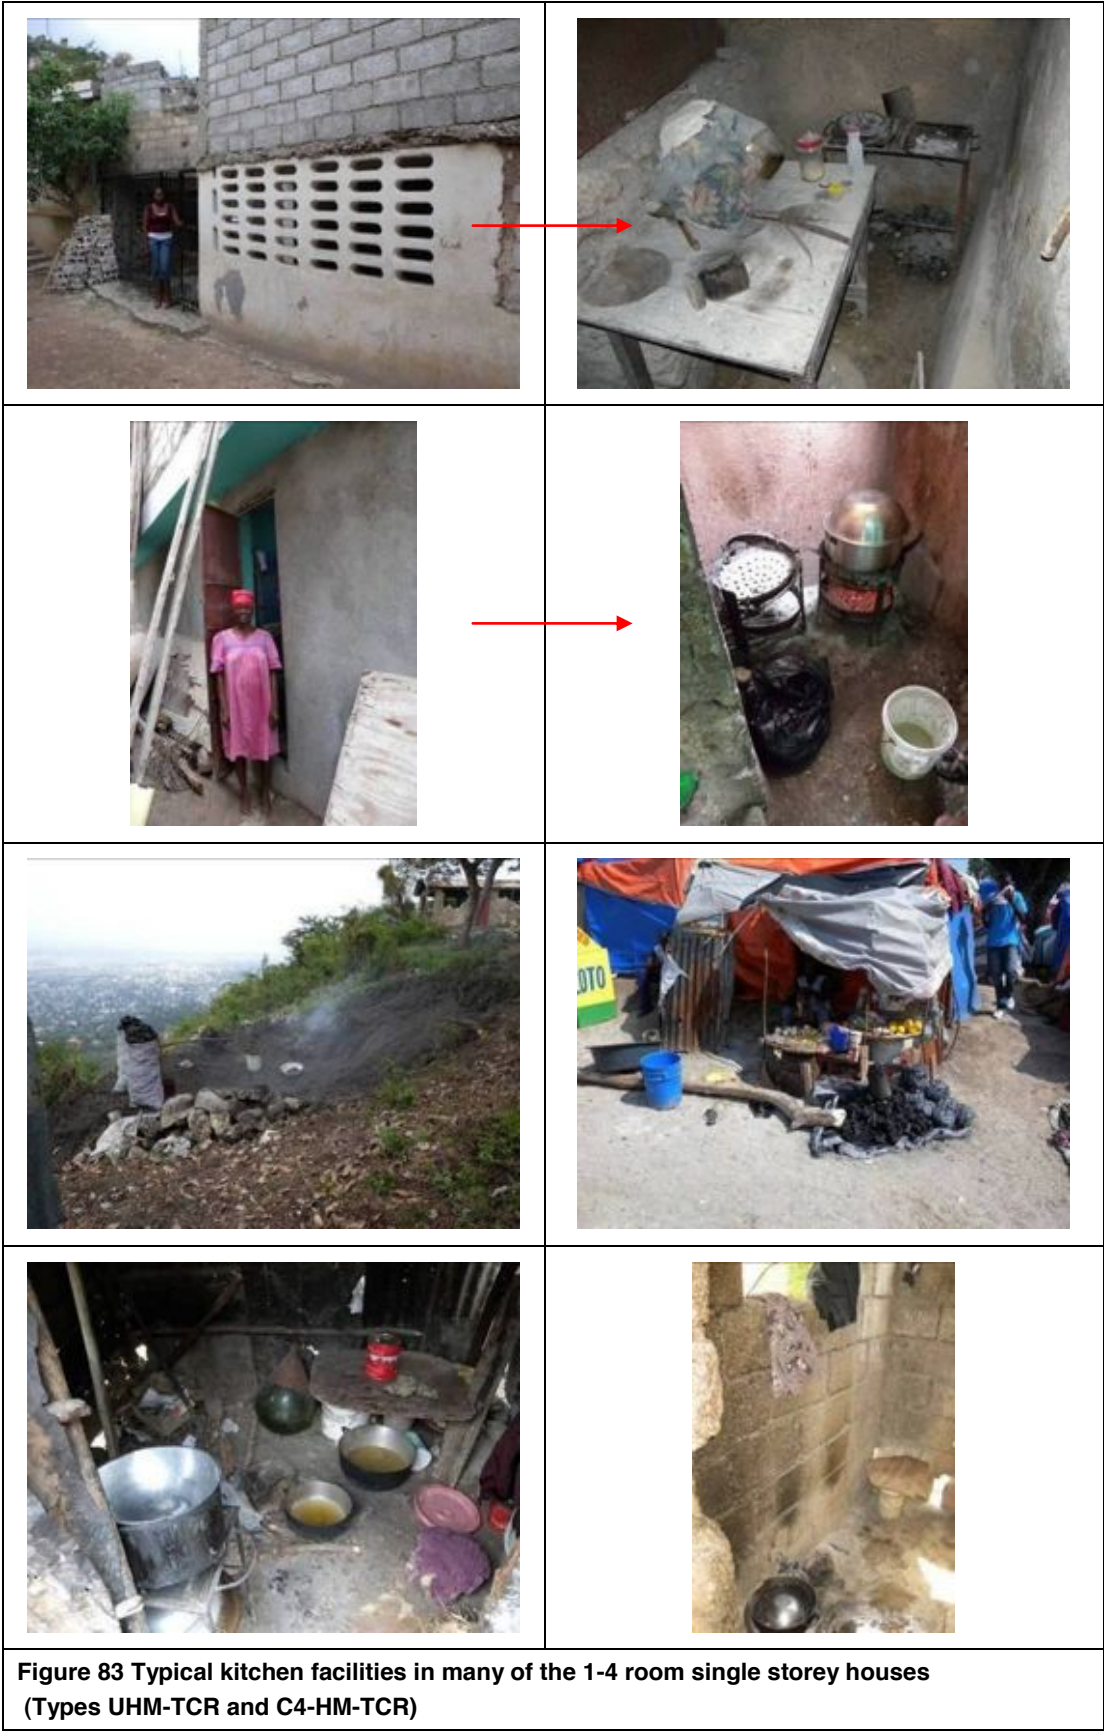 LOTO
Figure 83 Typical kitchen facilities in many of the 1-4 room single storey houses
(Types UHM-TCR and C4-HM-TCR)